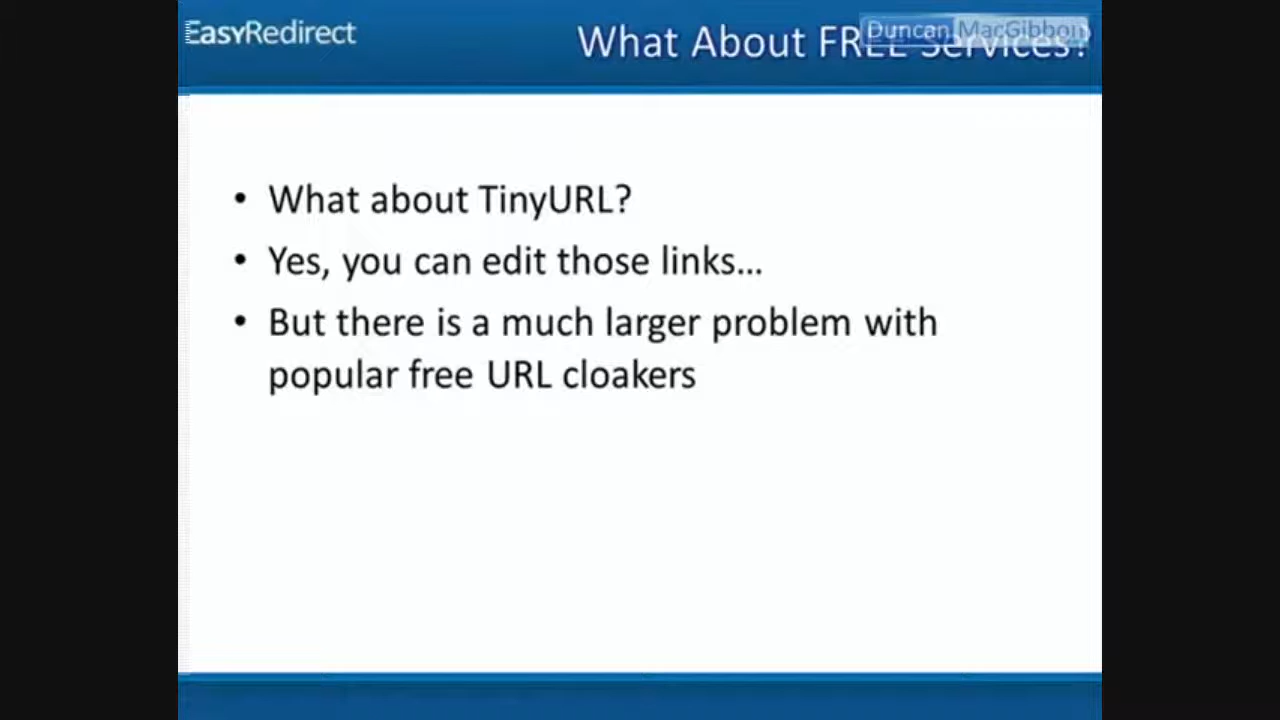 EasyRedirect
What About FREE Services?
Duncan MacGibbon
• What about TinyURL?
• Yes, you can edit those links...
• But there is a much larger problem with
popular free URL cloakers